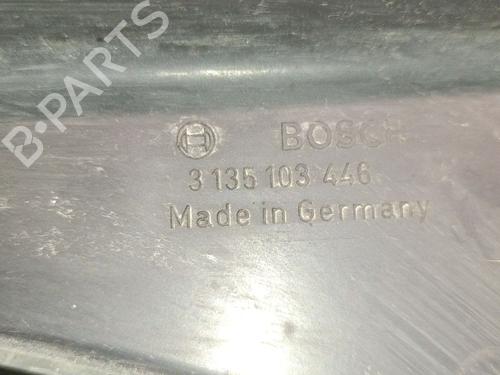 B-PARTS
BOSCH
3 135 103 446
Made in Germany